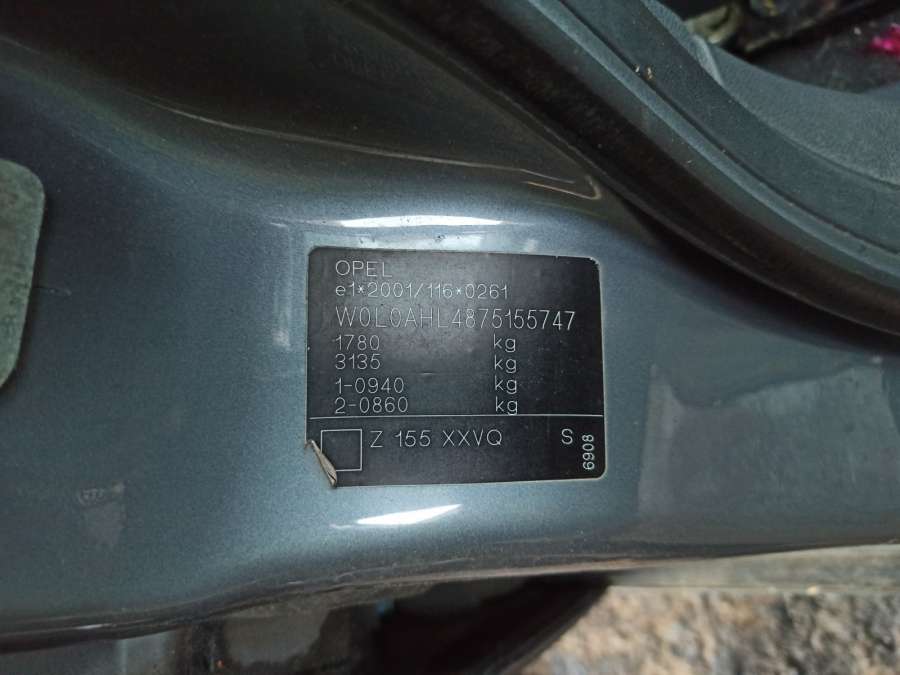 OPEL
e1*2001/116*0261
W0L0AHL4875155747
1780 kg
3135 kg
1-0940 kg
2-0860 kg
Z 155 XXVQ S
6908